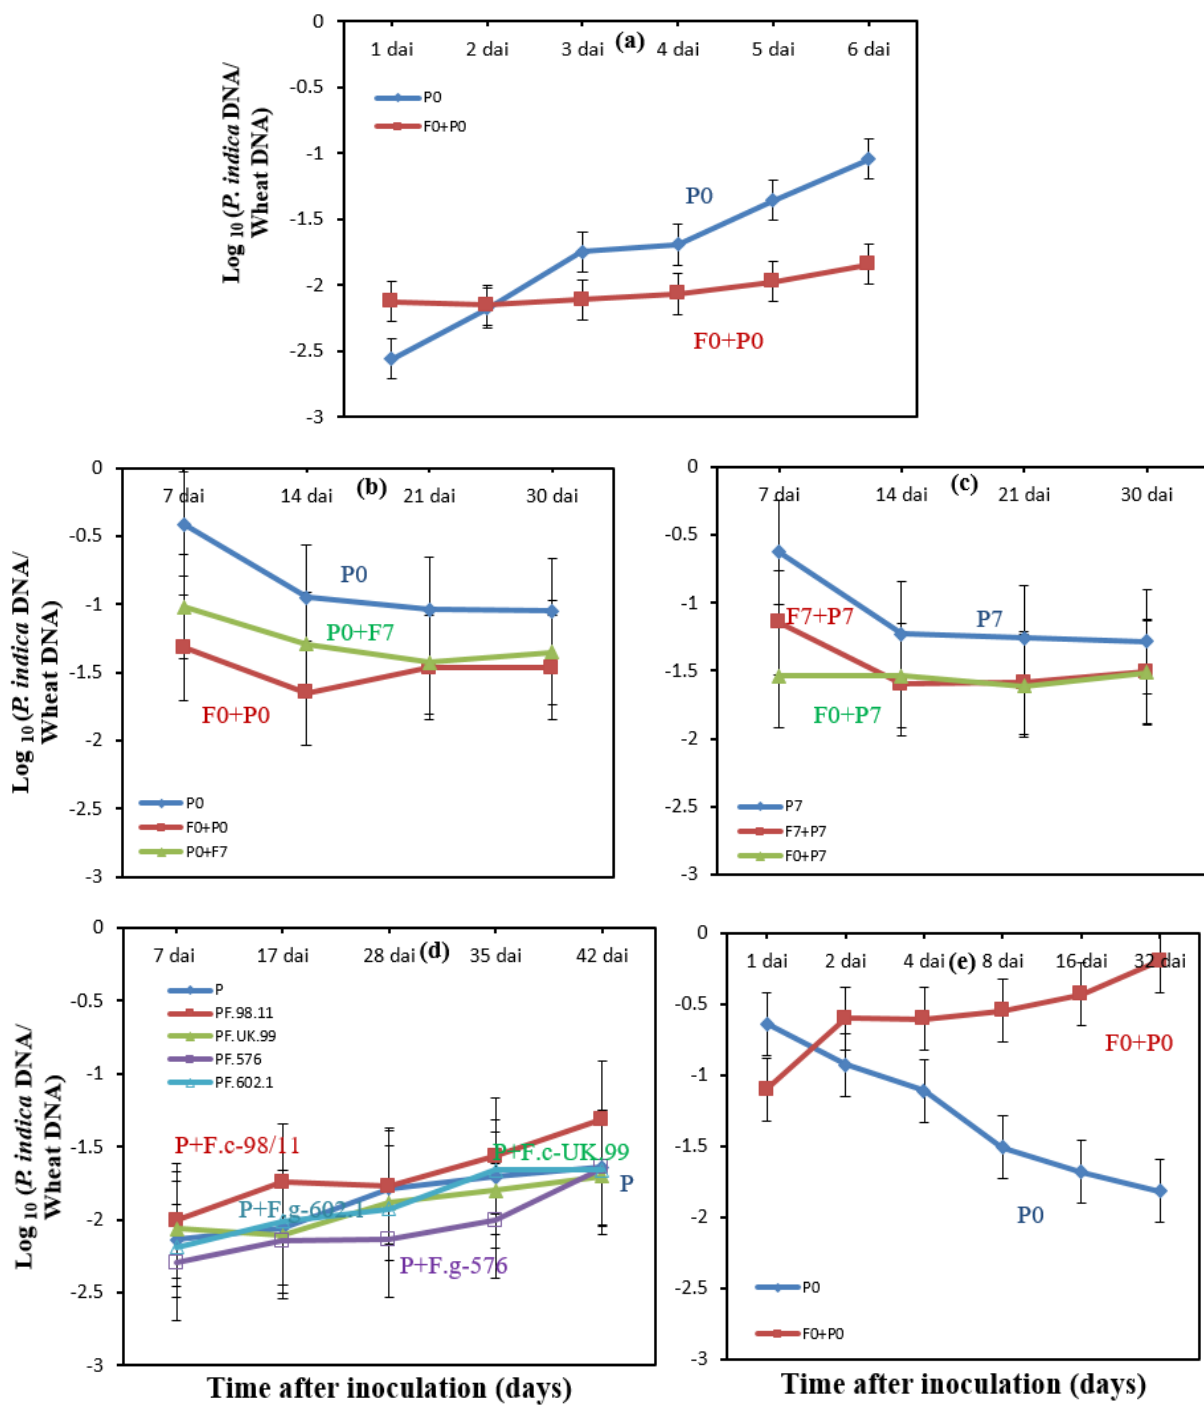 0
-0.5
-1
-1.5
-2
-2.5
-3
Log 10 (P. indica DNA/
Wheat DNA)
1 dai 2 dai 3 dai (a) 4 dai 5 dai 6 dai
P0
F0+P0
P0
F0+P0
0
-0.5
-1
-1.5
-2
-2.5
-3
Log 10 (P. indica DNA/
Wheat DNA)
7 dai 14 dai (b) 21 dai 30 dai
P0
P0+F7
F0+P0
P0
F0+P0
P0+F7
0
-0.5
-1
-1.5
-2
-2.5
-3
7 dai 14 dai (c) 21 dai 30 dai
F7+P7
P7
F0+P7
P7
F7+P7
F0+P7
0
-0.5
-1
-1.5
-2
-2.5
-3
Log 10 (P. indica DNA/
Wheat DNA)
7 dai 17 dai 28 dai (d) 35 dai 42 dai
P
PF.98.11
PF.UK.99
PF.576
PF.602.1
P+F.c-98/11
P+F.c-UK.99
P
P+F.g-602.1
P+F.g-576
Time after inoculation (days)
0
-0.5
-1
-1.5
-2
-2.5
-3
1 dai 2 dai 4 dai (e) 8 dai 16 dai 32 dai
F0+P0
P0
P0
F0+P0
Time after inoculation (days)